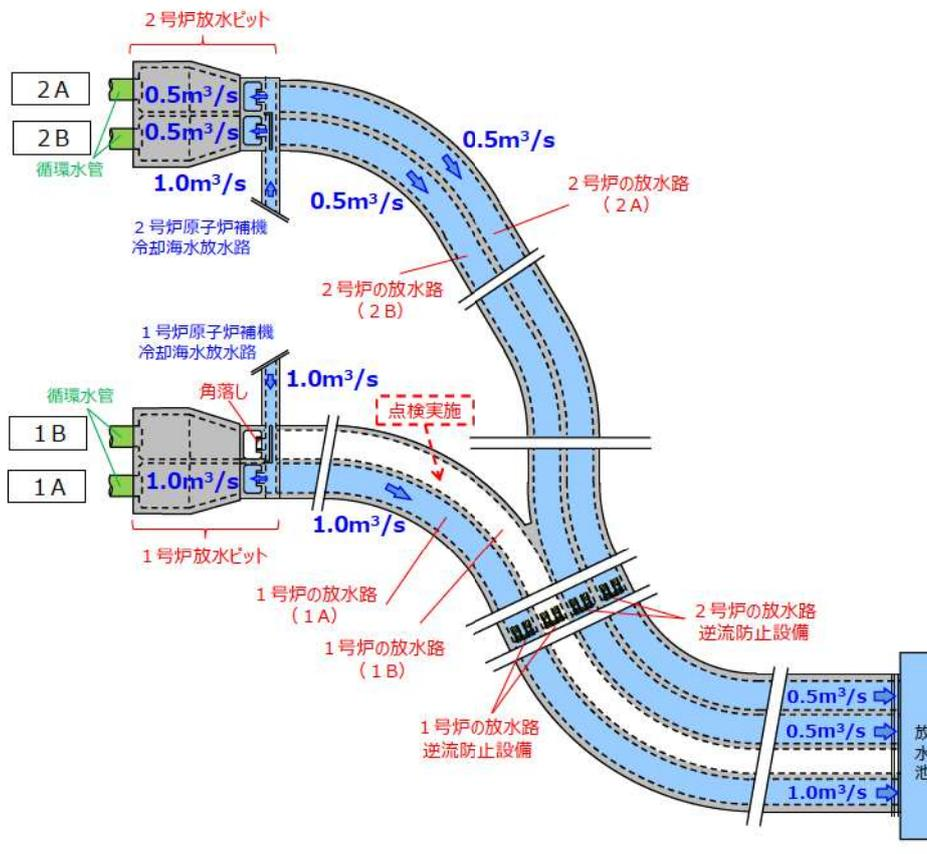 ２号炉放水ピット
２A
0.5m³/s
２B
0.5m³/s
循環水管
1.0m³/s
0.5m³/s
0.5m³/s
２号炉の放水路
（２A）
２号炉原子炉補機
冷却海水放水路
２号炉の放水路
（２B）
１号炉原子炉補機
冷却海水放水路
1.0m³/s
循環水管
角落し
点検実施
１B
１A
1.0m³/s
1.0m³/s
１号炉放水ピット
１号炉の放水路
（１A）
１号炉の放水路
（１B）
２号炉の放水路
逆流防止設備
１号炉の放水路
逆流防止設備
0.5m³/s
0.5m³/s
1.0m³/s
放
水
池